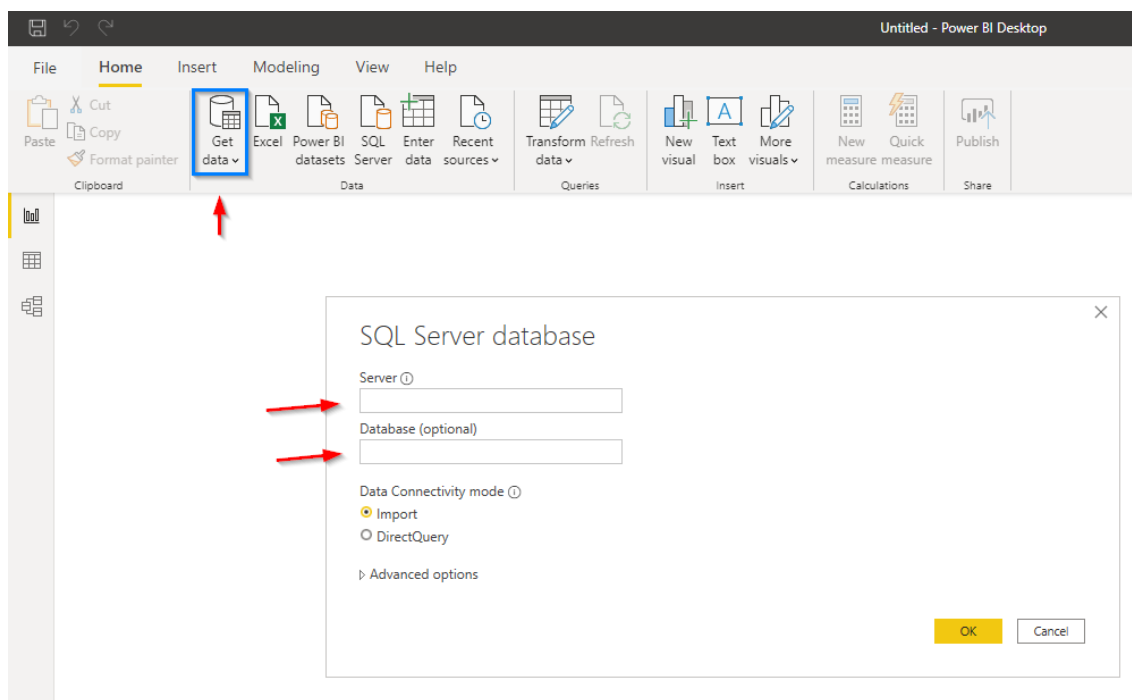 Untitled - Power BI Desktop
File Home Insert Modeling View Help
Paste
Cut
Copy
Format painter
Clipboard
Get data
Excel
Power BI datasets
SQL Server
Enter data
Recent sources
Data
Transform data
Refresh
Queries
New visual
A
Text box
More visuals
Insert
New measure
Quick measure
Calculations
Publish
Share
SQL Server database
Server
Database (optional)
Data Connectivity mode
Import
DirectQuery
Advanced options
OK Cancel